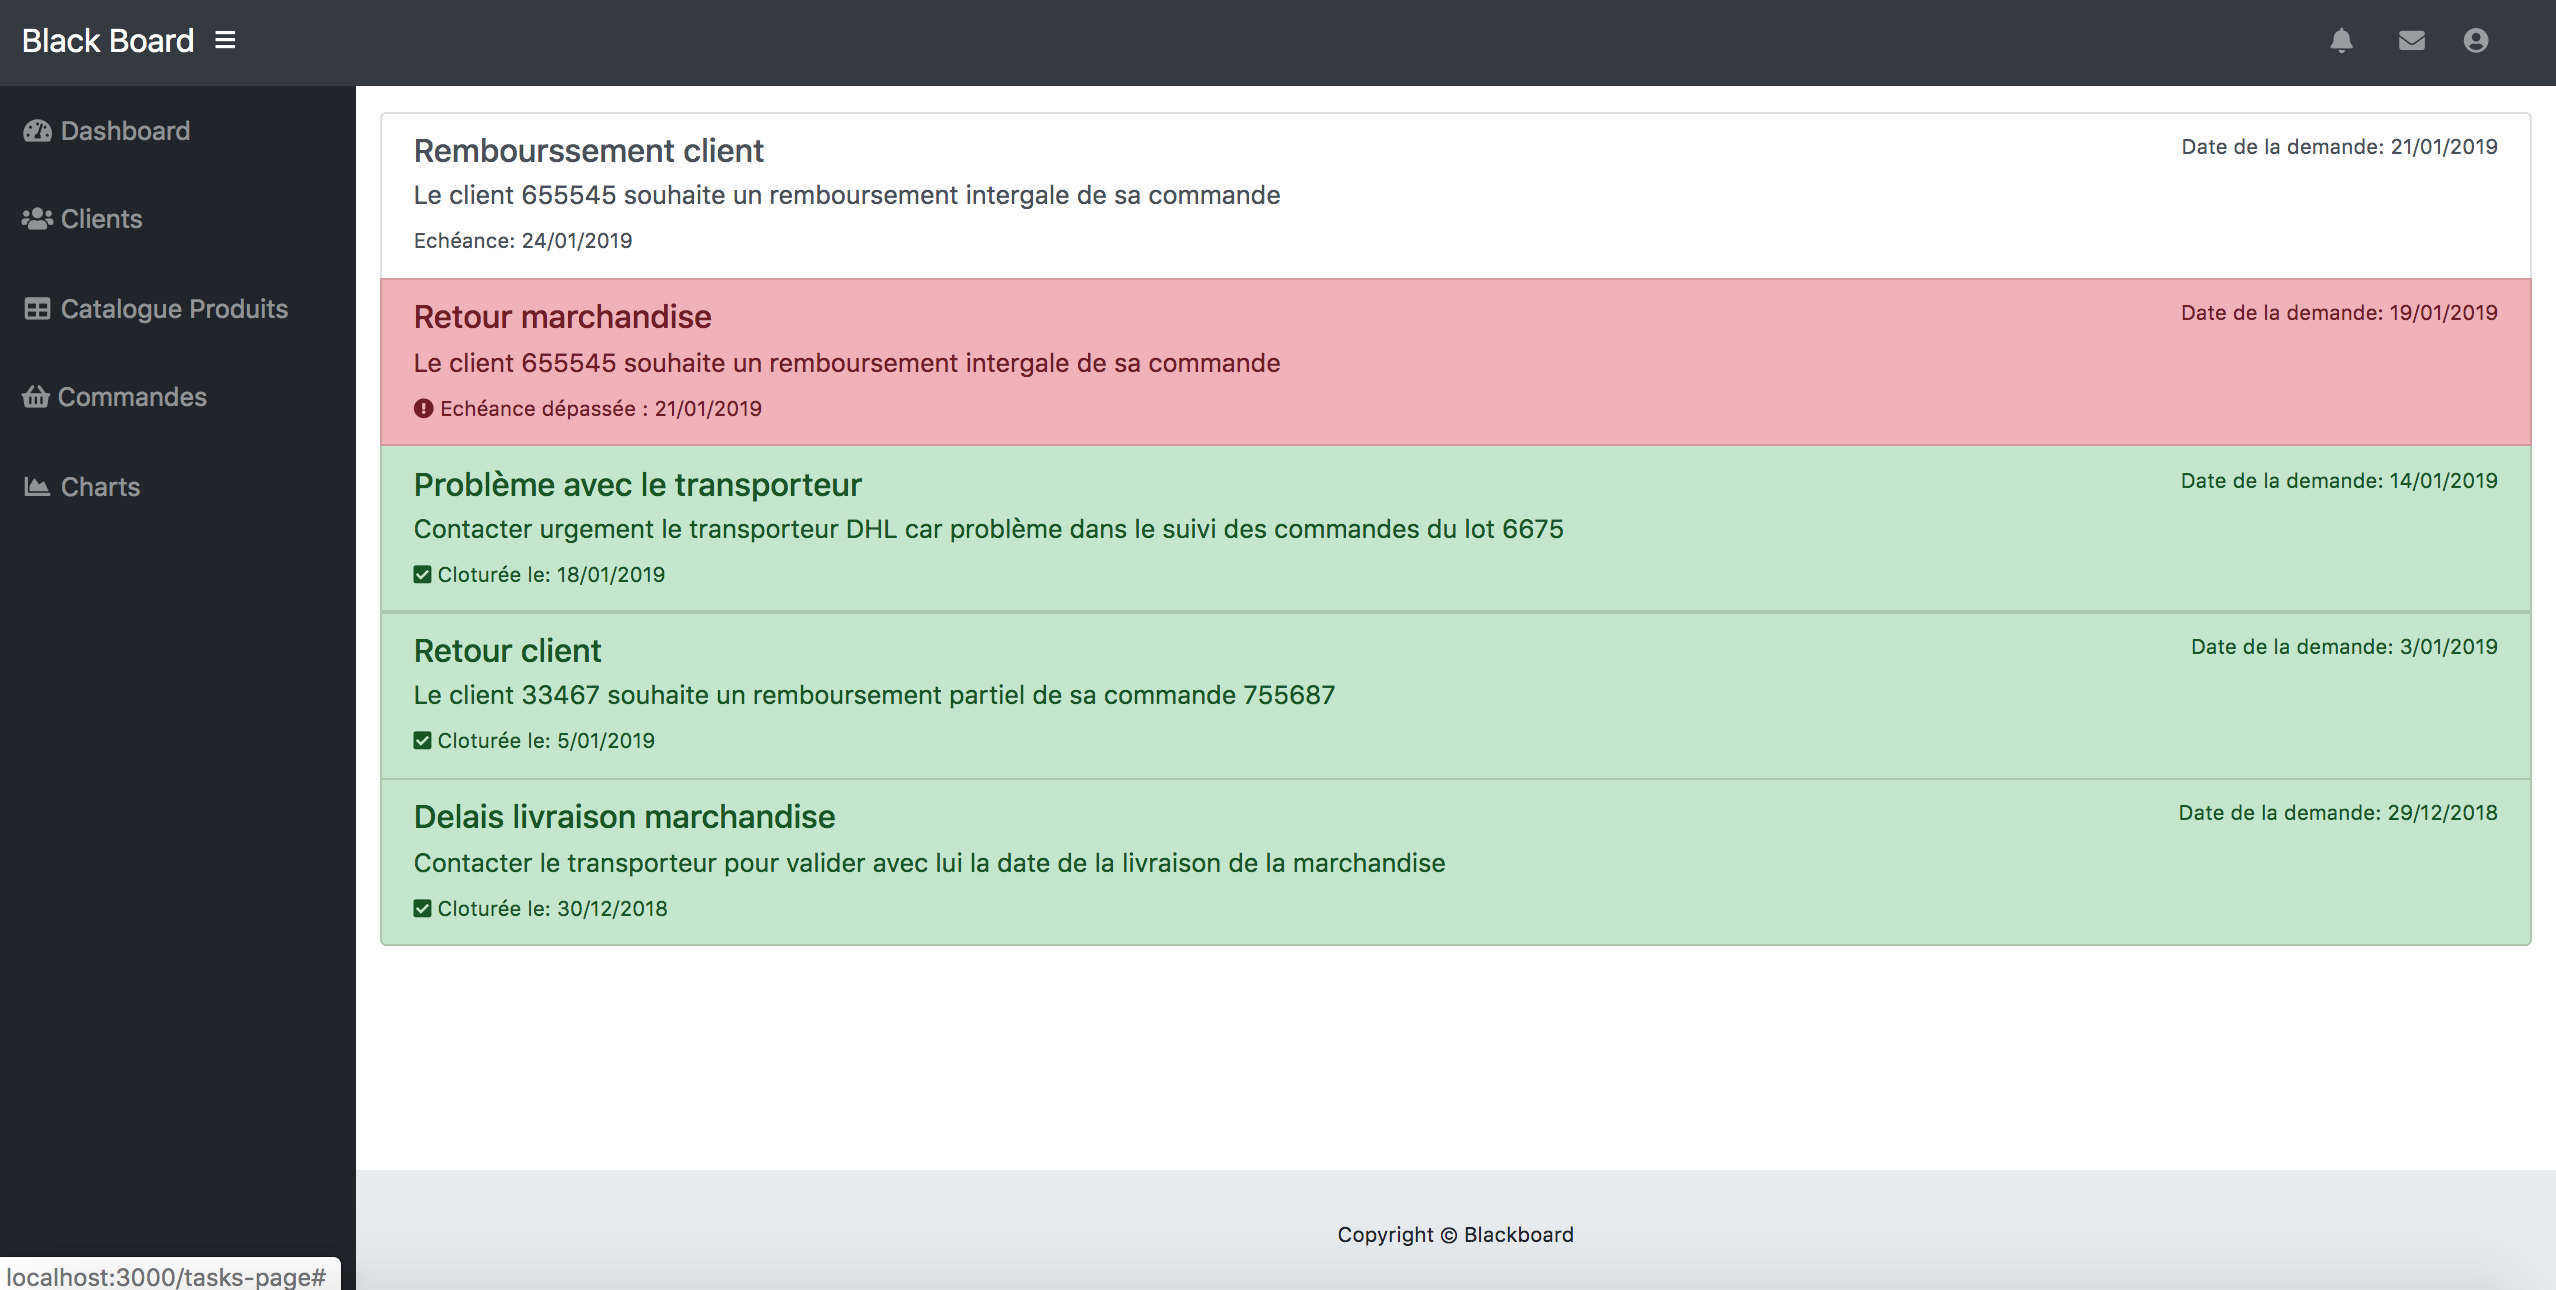 Black Board
Dashboard
Clients
Catalogue Produits
Commandes
Charts
Rembourssement client
Date de la demande: 21/01/2019
Le client 655545 souhaite un remboursement intergale de sa commande
Echéance: 24/01/2019
Retour marchandise
Date de la demande: 19/01/2019
Le client 655545 souhaite un remboursement intergale de sa commande
Echéance dépassée : 21/01/2019
Problème avec le transporteur
Date de la demande: 14/01/2019
Contacter urgement le transporteur DHL car problème dans le suivi des commandes du lot 6675
Cloturée le: 18/01/2019
Retour client
Date de la demande: 3/01/2019
Le client 33467 souhaite un remboursement partiel de sa commande 755687
Cloturée le: 5/01/2019
Delais livraison marchandise
Date de la demande: 29/12/2018
Contacter le transporteur pour valider avec lui la date de la livraison de la marchandise
Cloturée le: 30/12/2018
Copyright © Blackboard
localhost:3000/tasks-page#